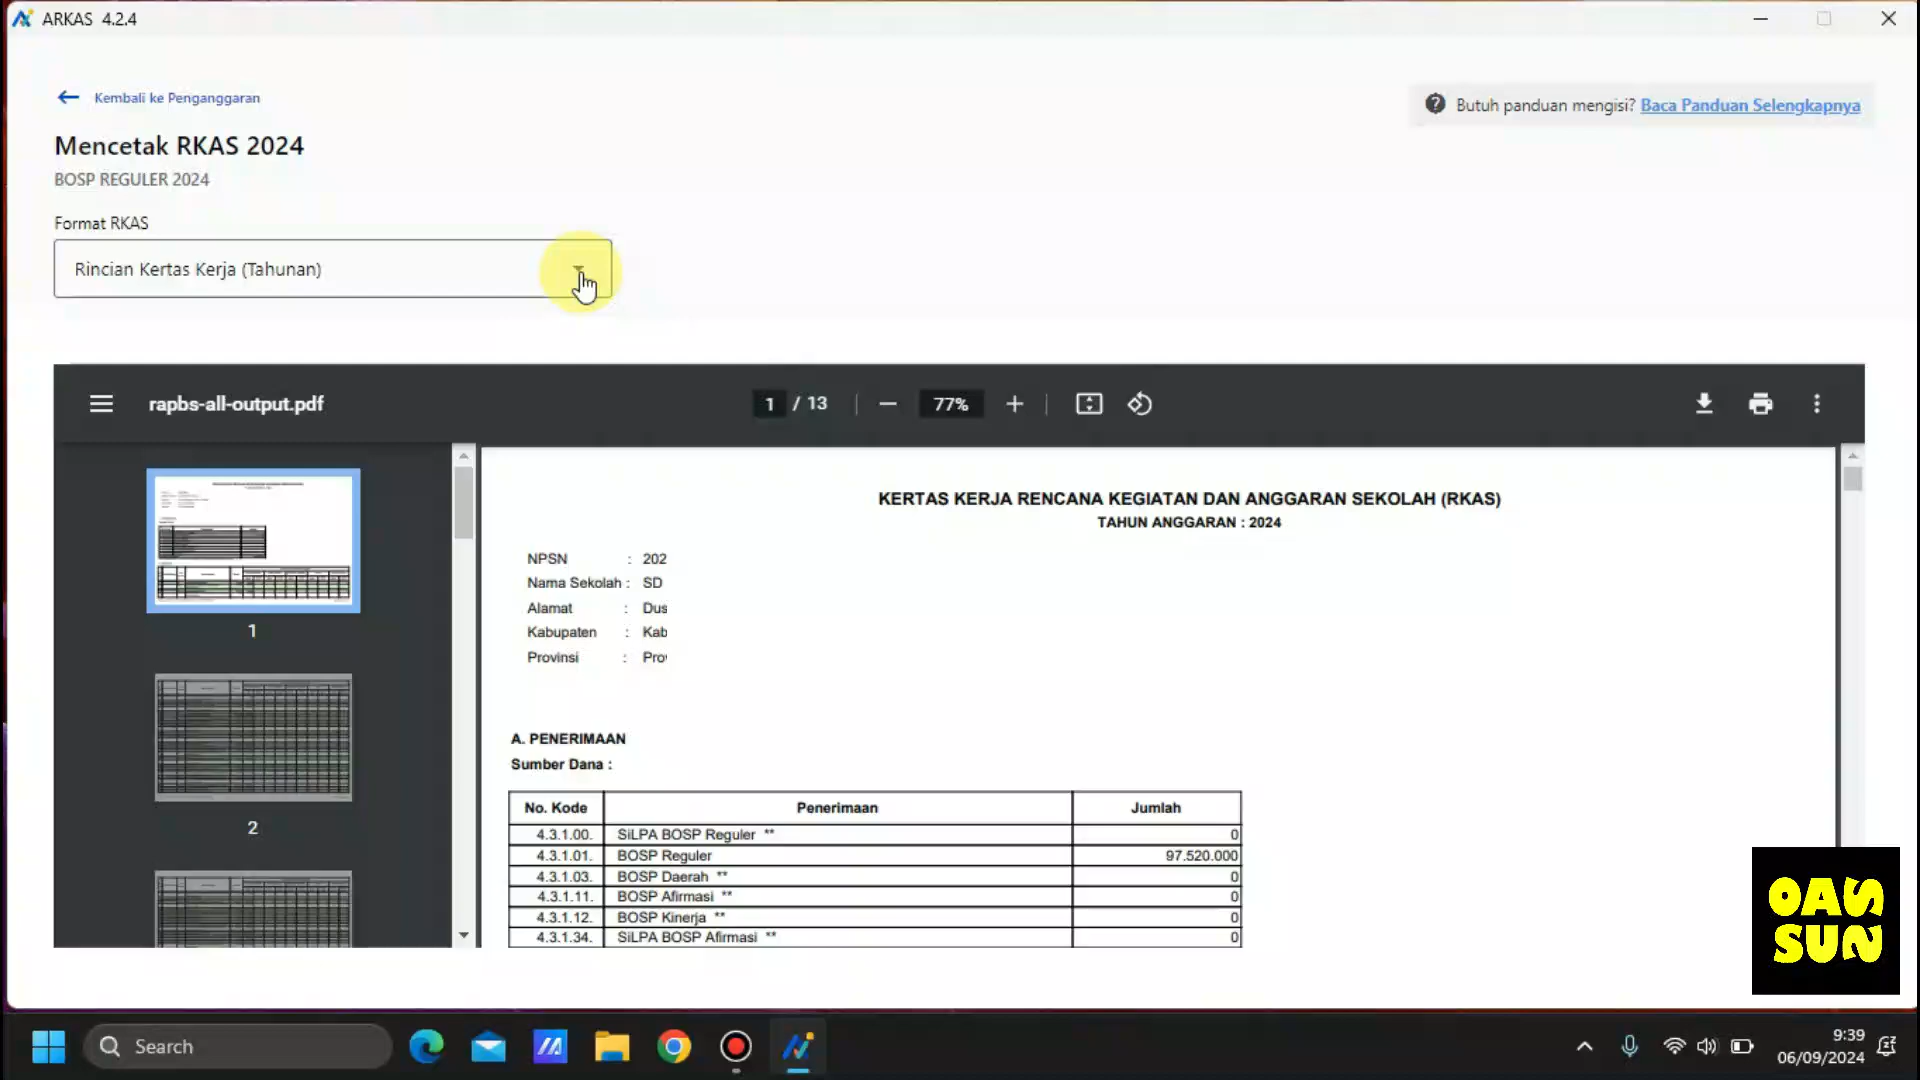 ARKAS 4.2.4
Kembali ke Penganggaran
Butuh panduan mengisi? Baca Panduan Selengkapnya
Mencetak RKAS 2024
BOSP REGULER 2024
Format RKAS
Rincian Kertas Kerja (Tahunan)
rapbs-all-output.pdf
1 / 13
77%
1
2
KERTAS KERJA RENCANA KEGIATAN DAN ANGGARAN SEKOLAH (RKAS)
TAHUN ANGGARAN : 2024
NPSN : 202
Nama Sekolah : SD
Alamat : Dus
Kabupaten : Kab
Provinsi : Pro
A. PENERIMAAN
Sumber Dana :
No. Kode Penerimaan Jumlah
4.3.1.00. SiLPA BOSP Reguler ** 0
4.3.1.01. BOSP Reguler 97.520.000
4.3.1.03. BOSP Daerah ** 0
4.3.1.11. BOSP Afirmasi ** 0
4.3.1.12. BOSP Kinerja ** 0
4.3.1.34. SiLPA BOSP Afirmasi ** 0
OAS
SUN
Search
9:39
06/09/2024